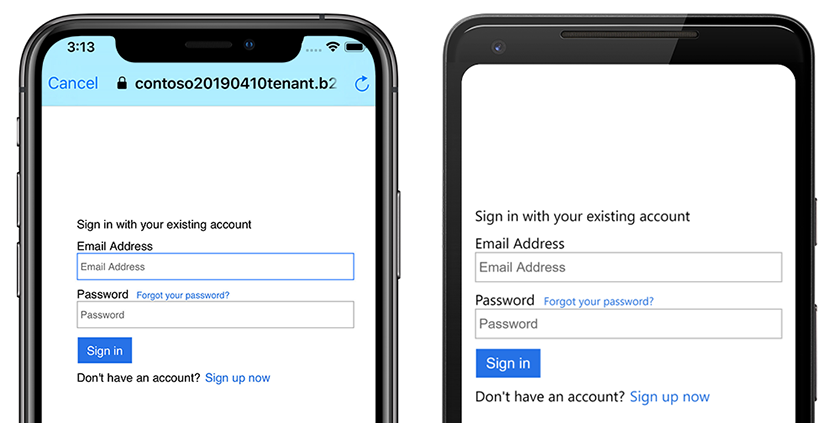 3:13
Cancel contoso20190410tenant.b2
Sign in with your existing account
Email Address
Email Address
Password Forgot your password?
Password
Sign in
Don't have an account? Sign up now
Sign in with your existing account
Email Address
Email Address
Password Forgot your password?
Password
Sign in
Don't have an account? Sign up now